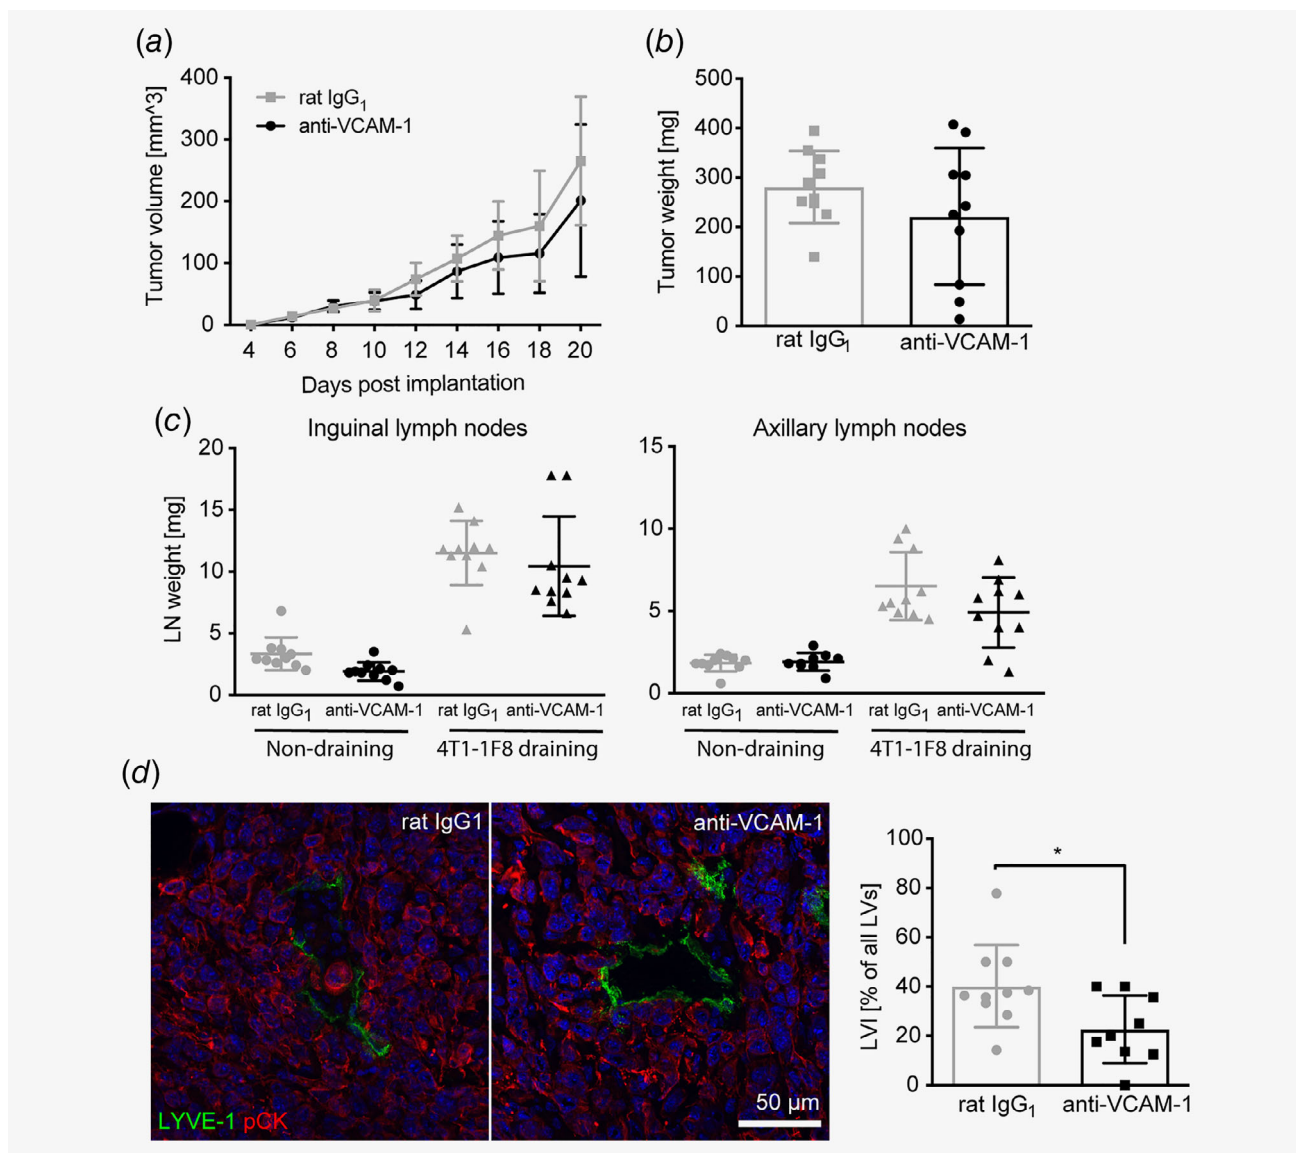 (a)
Tumor volume [mm^3]
400
300
200
100
0
rat IgG1
anti-VCAM-1
4 6 8 10 12 14 16 18 20
Days post implantation
(b)
Tumor weight [mg]
500
400
300
200
100
0
rat IgG1 anti-VCAM-1
(c)
Inguinal lymph nodes
LN weight [mg]
20
15
10
5
0
rat IgG1 anti-VCAM-1 rat IgG1 anti-VCAM-1
Non-draining 4T1-1F8 draining
Axillary lymph nodes
15
10
5
0
rat IgG1 anti-VCAM-1 rat IgG1 anti-VCAM-1
Non-draining 4T1-1F8 draining
(d)
rat IgG1
anti-VCAM-1
LYVE-1 pCK
50 µm
LVI [% of all LVs]
100
80
60
40
20
0
*
rat IgG1 anti-VCAM-1